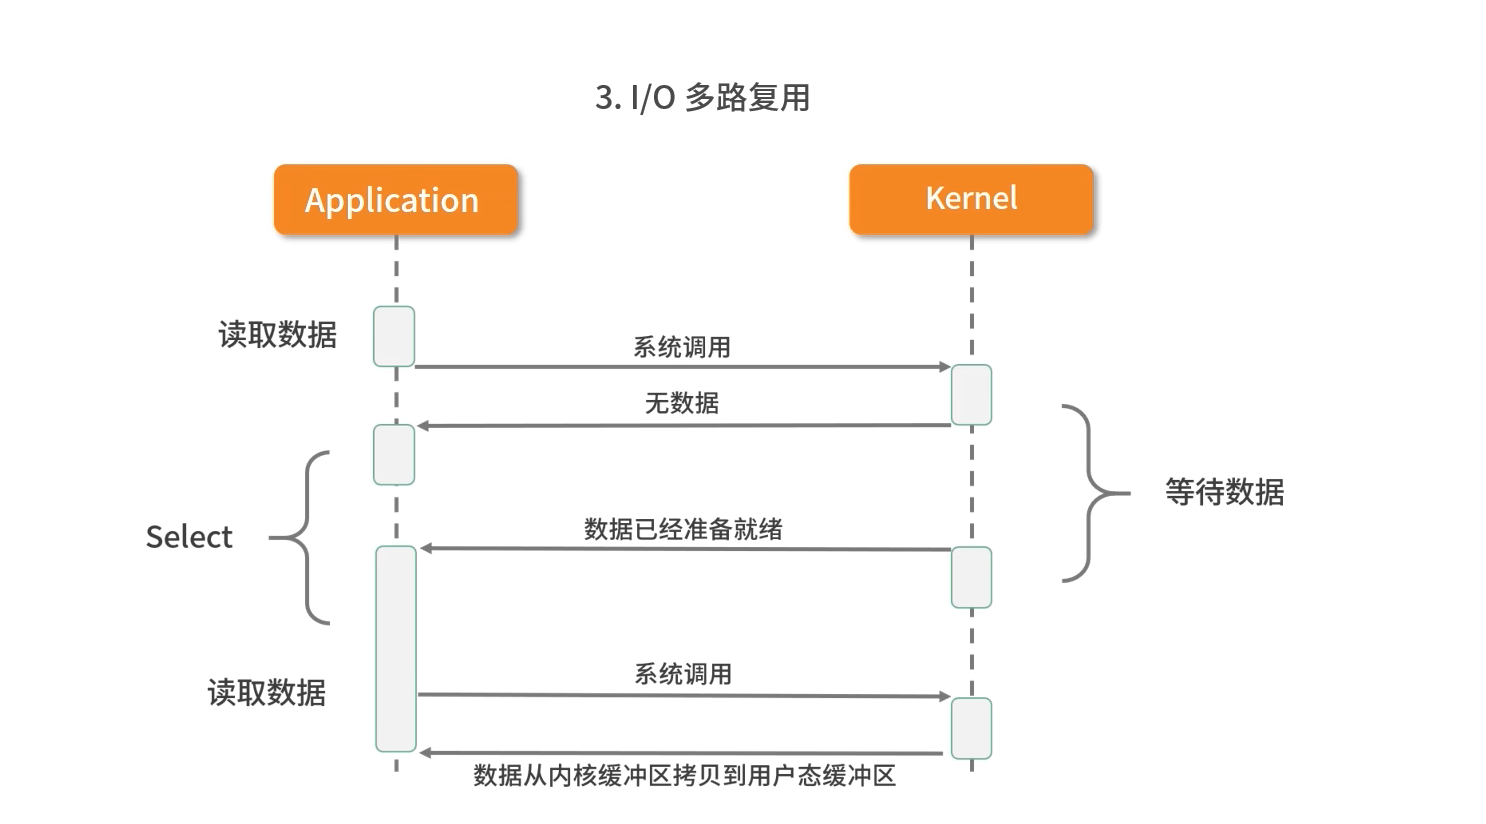 3. I/O 多路复用
Application
Kernel
读取数据
系统调用
无数据
等待数据
Select
数据已经准备就绪
系统调用
读取数据
数据从内核缓冲区拷贝到用户态缓冲区